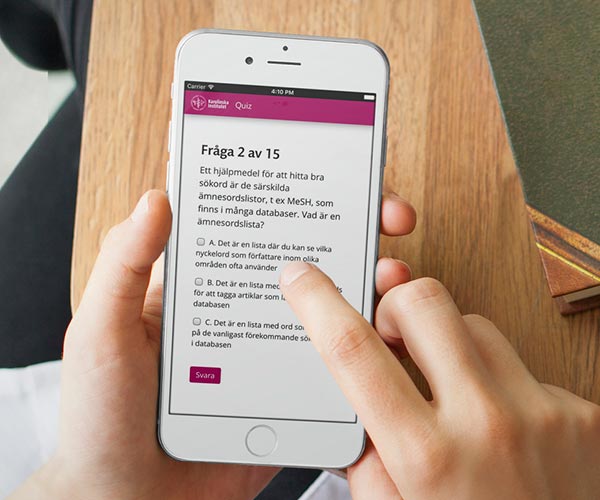 Carrier
4:10 PM
Karolinska
Institutet
Quiz
Fråga 2 av 15
Ett hjälpmedel för att hitta bra
sökord är de särskilda
ämnesordslistor, t ex MeSH, som
finns i många databaser. Vad är en
ämnesordslista?
A. Det är en lista där du kan se vilka
nyckelord som författare inom olika
områden ofta använder
B. Det är en lista med
för att tagga artiklar som
databasen
C. Det är en lista med ord som
på de vanligast förekommande
i databasen
Svara